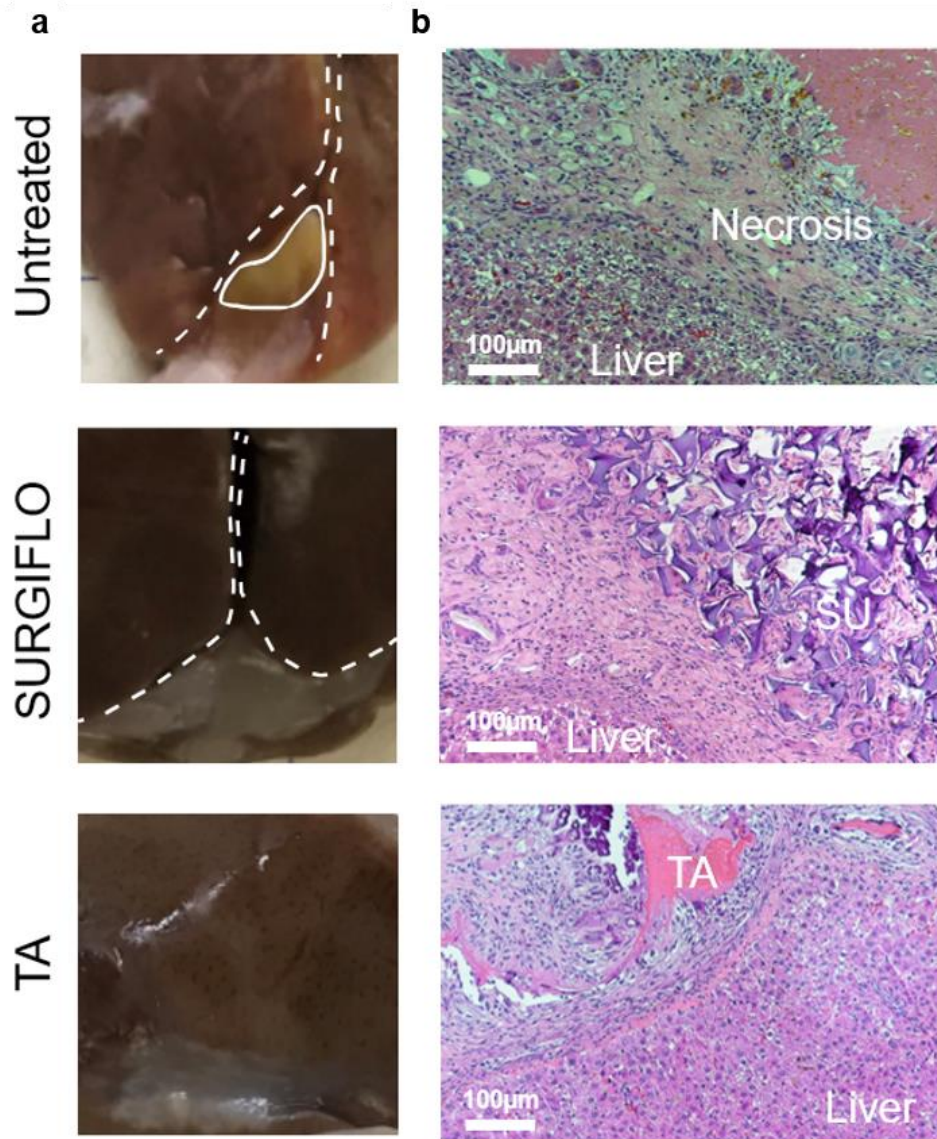 a
b
Untreated
Necrosis
100µm
Liver
SURGIFLO
SU
100µm
Liver
TA
TA
100µm
Liver